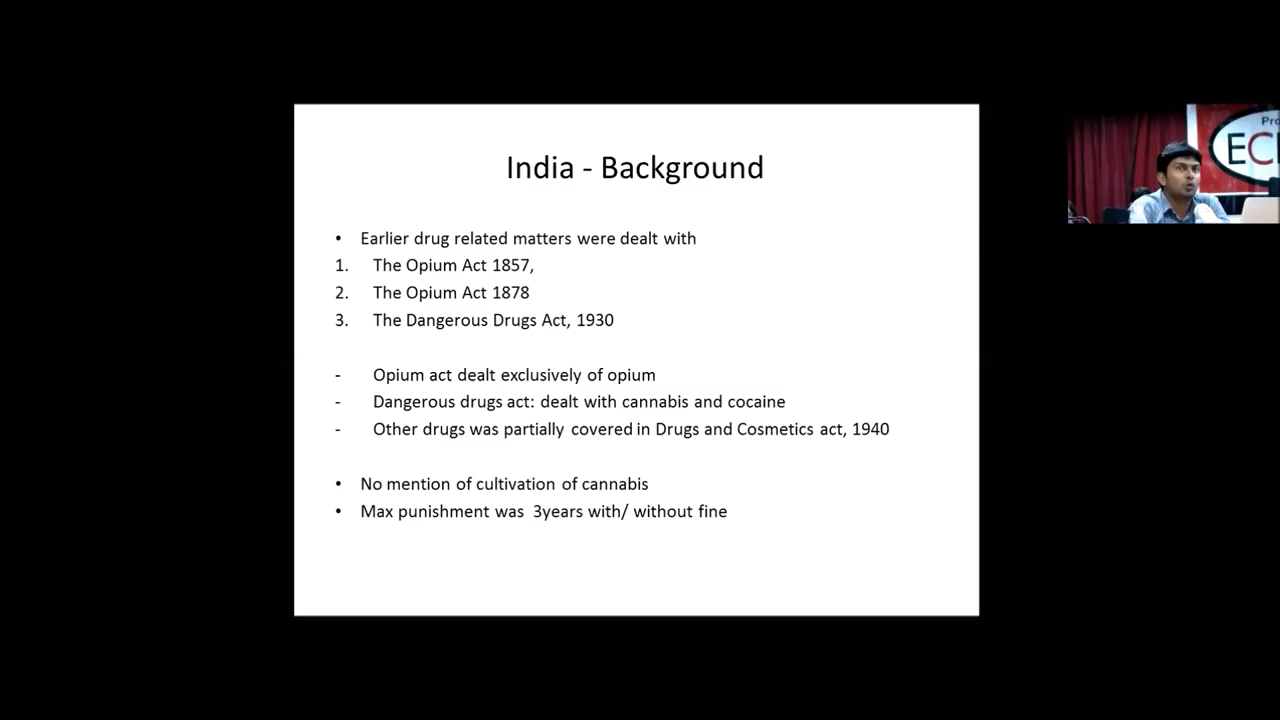 India - Background
• Earlier drug related matters were dealt with
1. The Opium Act 1857,
2. The Opium Act 1878
3. The Dangerous Drugs Act, 1930
- Opium act dealt exclusively of opium
- Dangerous drugs act: dealt with cannabis and cocaine
- Other drugs was partially covered in Drugs and Cosmetics act, 1940
• No mention of cultivation of cannabis
• Max punishment was 3years with/ without fine